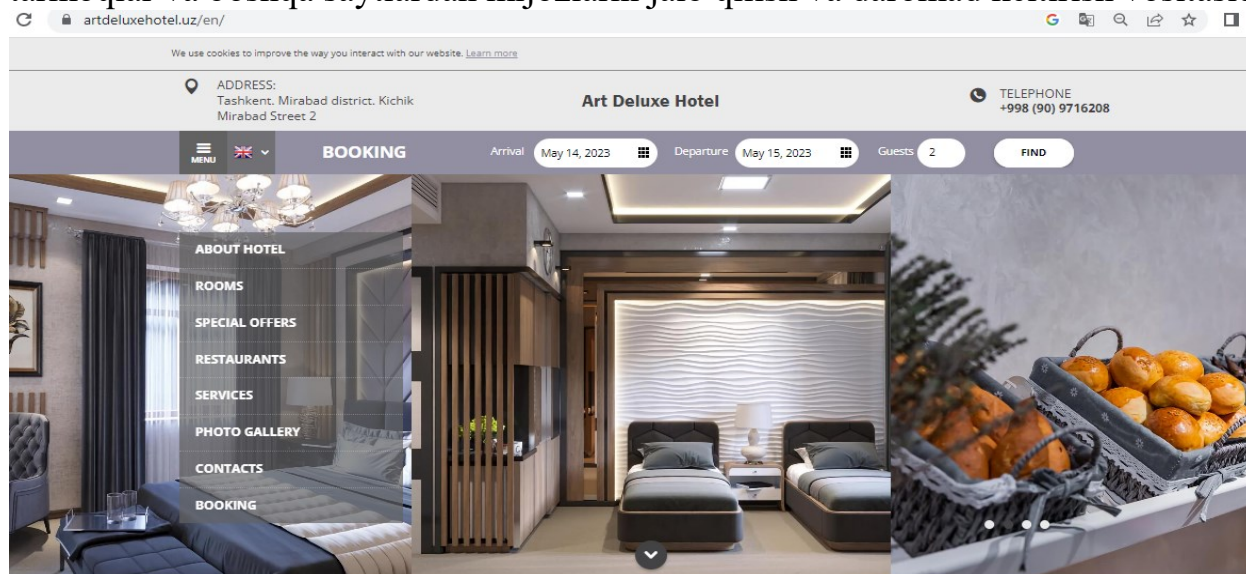 artdeluxehotel.uz/en/
We use cookies to improve the way you interact with our website. Learn more
ADDRESS:
Tashkent. Mirabad district. Kichik
Mirabad Street 2
Art Deluxe Hotel
TELEPHONE
+998 (90) 9716208
MENU
BOOKING
Arrival May 14, 2023
Departure May 15, 2023
Guests 2
FIND
ABOUT HOTEL
ROOMS
SPECIAL OFFERS
RESTAURANTS
SERVICES
PHOTO GALLERY
CONTACTS
BOOKING